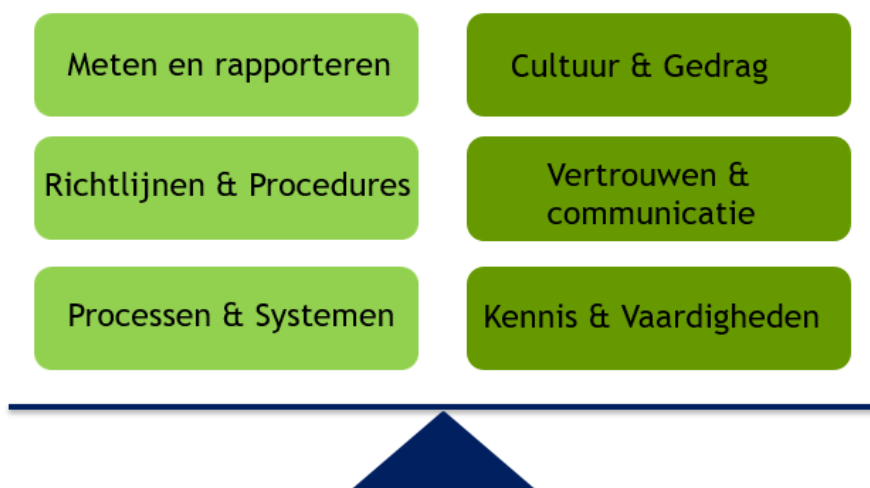 Meten en rapporteren
Cultuur & Gedrag
Richtlijnen & Procedures
Vertrouwen &
communicatie
Processen & Systemen
Kennis & Vaardigheden